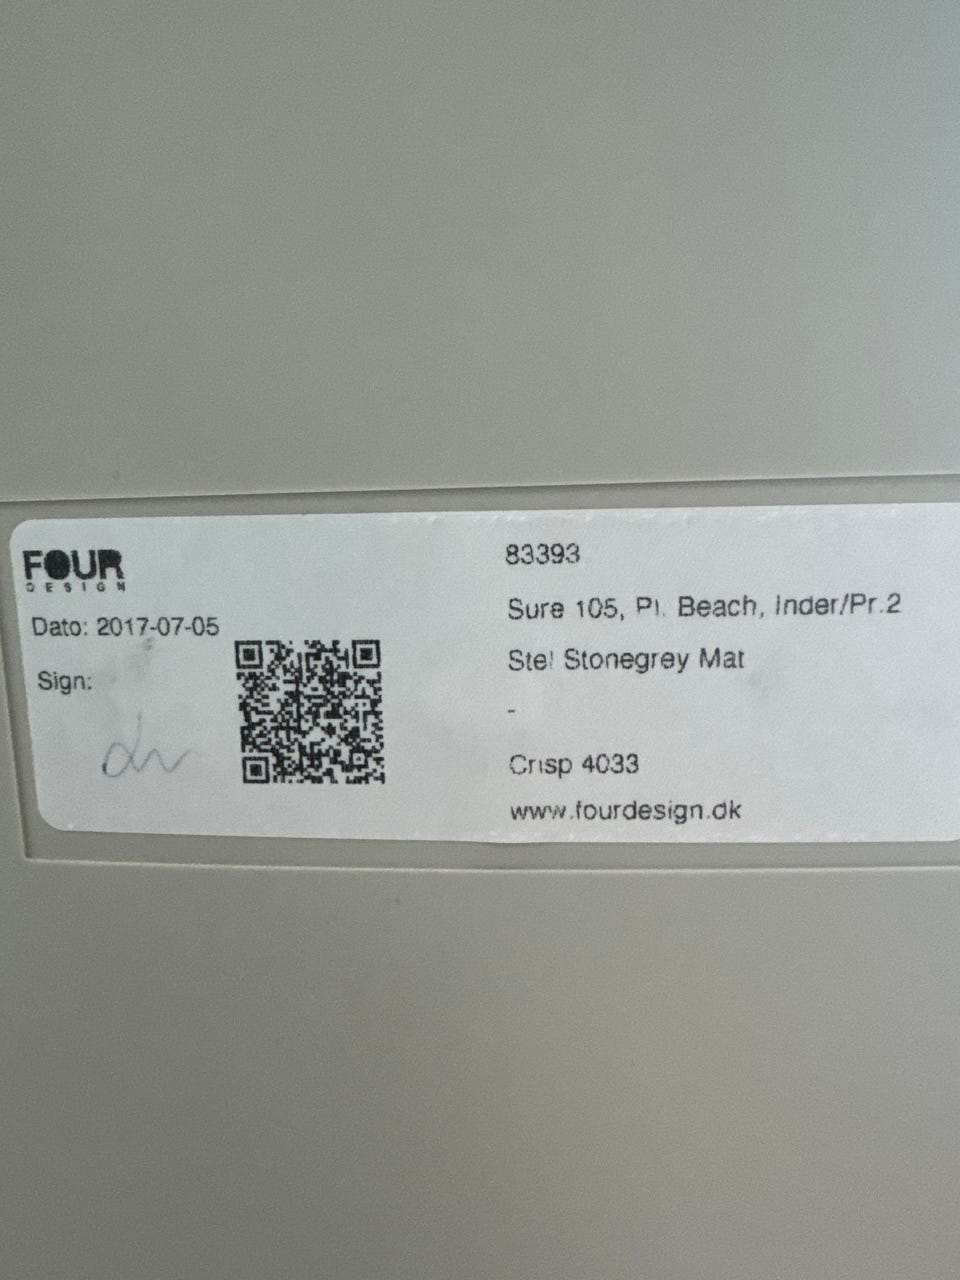 FOUR
DESIGN
Dato: 2017-07-05
Sign:
83393
Sure 105, Pl. Beach, Inder/Pr.2
Stel Stonegrey Mat
-
Crisp 4033
www.fourdesign.dk